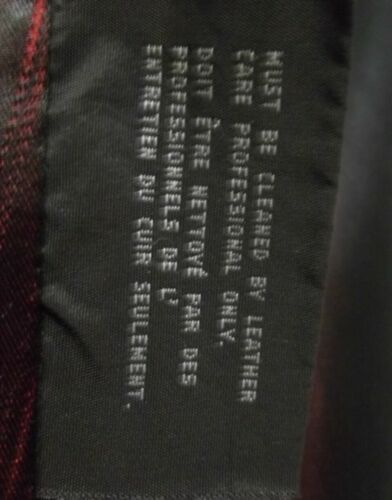 MUST BE CLEANED BY LEATHER
CARE PROFESSIONAL ONLY.
DOIT ÊTRE NETTOYÉ PAR DES
PROFESSIONNELS DE L'
ENTRETIEN DU CUIR SEULEMENT.